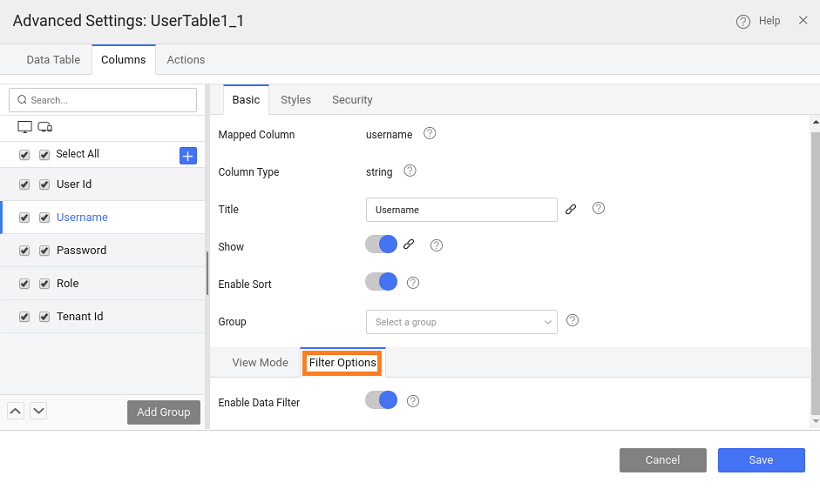 Advanced Settings: UserTable1_1
Help
Data Table
Columns
Actions
Search...
Select All
User Id
Username
Password
Role
Tenant Id
Add Group
Basic
Styles
Security
Mapped Column
username
Column Type
string
Title
Username
Show
Enable Sort
Group
Select a group
View Mode
Filter Options
Enable Data Filter
Cancel
Save